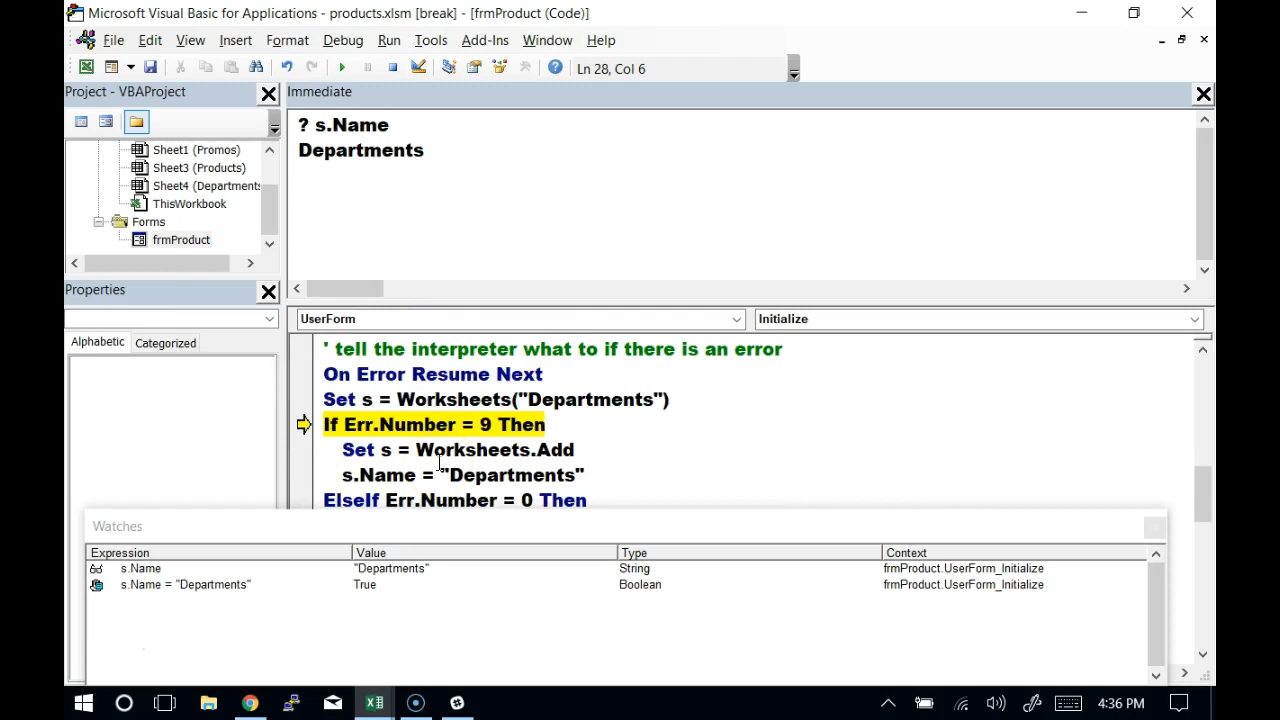 Microsoft Visual Basic for Applications - products.xlsm [break] - [frmProduct (Code)]
File Edit View Insert Format Debug Run Tools Add-Ins Window Help
Ln 28, Col 6
Project - VBAProject
Sheet1 (Promos)
Sheet3 (Products)
Sheet4 (Departments
ThisWorkbook
Forms
frmProduct
Immediate
? s.Name
Departments
Properties
Alphabetic Categorized
UserForm Initialize
' tell the interpreter what to if there is an error
On Error Resume Next
Set s = Worksheets("Departments")
If Err.Number = 9 Then
Set s = Worksheets.Add
s.Name = "Departments"
ElseIf Err.Number = 0 Then
Watches
Expression Value Type Context
s.Name "Departments" String frmProduct.UserForm_Initialize
s.Name = "Departments" True Boolean frmProduct.UserForm_Initialize
4:36 PM